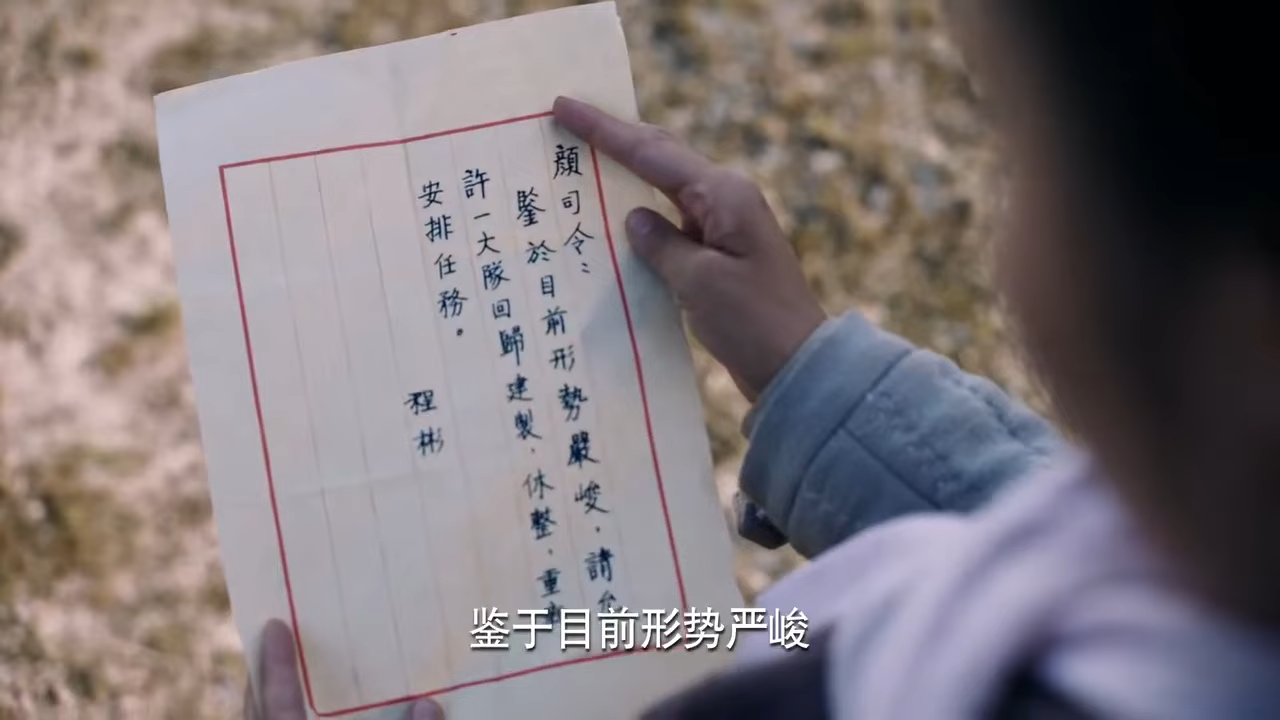 顏司令：
鑒於目前形勢嚴峻，請允
許一大隊回歸建製，休整，重
安排任務。
程彬
鉴于目前形势严峻